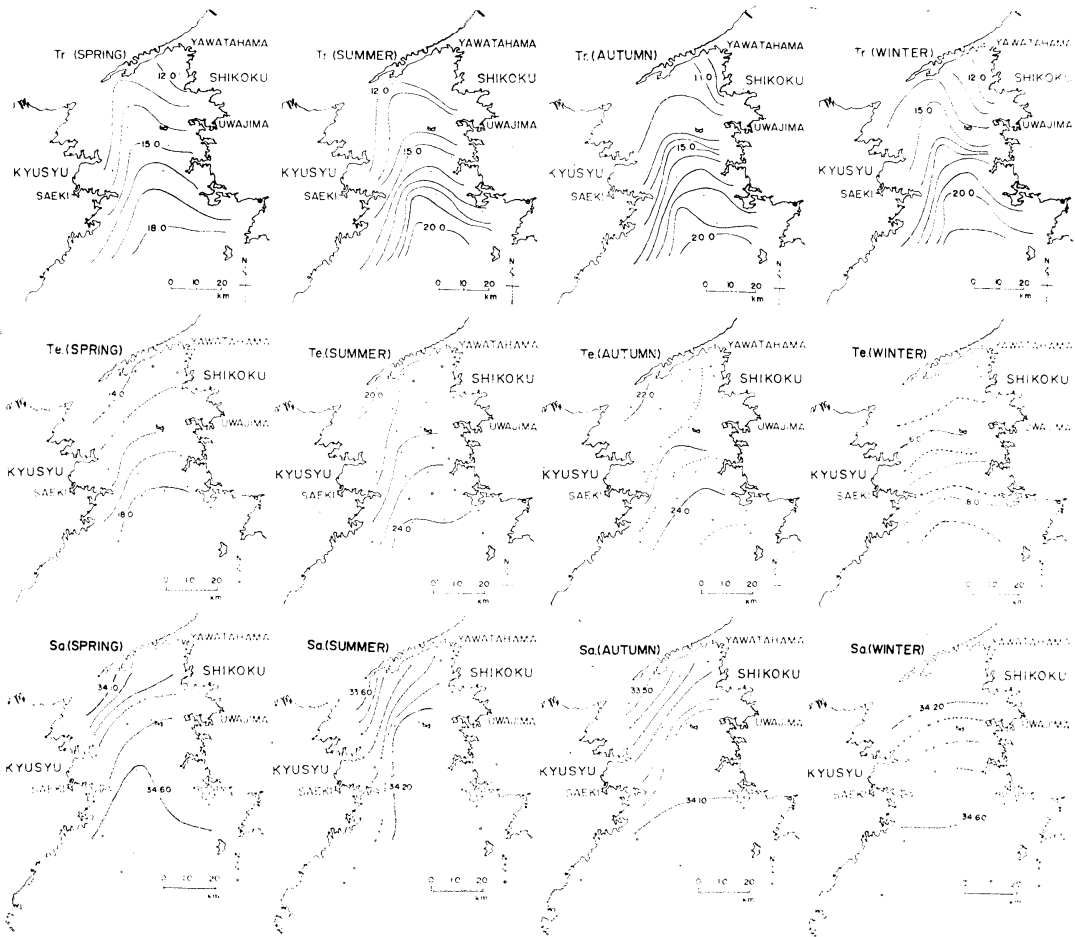 Tr (SPRING)
YAWATAHAMA
12.0
SHIKOKU
UWAJIMA
15.0
KYUSYU
SAEKI
18.0
N
0 10 20
km
Tr (SUMMER)
YAWATAHAMA
12.0
SHIKOKU
UWAJIMA
15.0
KYUSYU
SAEKI
20.0
N
0 10 20
km
Tr. (AUTUMN)
YAWATAHAMA
11.0
SHIKOKU
UWAJIMA
15.0
KYUSYU
SAEKI
20.0
N
0 10 20
km
Tr (WINTER)
YAWATAHAMA
12.0
SHIKOKU
15.0
UWAJIMA
KYUSYU
SAEKI
20.0
N
0 10 20
km
Te.(SPRING)
YAWATAHAMA
SHIKOKU
UWAJIMA
KYUSYU
SAEKI
0 10 20
km
Te.(SUMMER)
YAWATAHAMA
20.0
SHIKOKU
UWAJIMA
KYUSYU
SAEKI
24.0
N
0 10 20
km
Te.(AUTUMN)
YAWATAHAMA
22.0
SHIKOKU
UWAJIMA
KYUSYU
SAEKI
24.0
N
0 10 20
km
Te.(WINTER)
YAWATAHAMA
SHIKOKU
UWAJIMA
KYUSYU
SAEKI
0 10 20
km
Sa.(SPRING)
YAWATAHAMA
SHIKOKU
UWAJIMA
KYUSYU
SAEKI
34.60
0 10 20
km
Sa.(SUMMER)
YAWATAHAMA
SHIKOKU
33.60
UWAJIMA
KYUSYU
SAEKI
34.20
0 10 20
km
Sa.(AUTUMN)
YAWATAHAMA
SHIKOKU
33.50
UWAJIMA
KYUSYU
34.10
0 10 20
km
Sa.(WINTER)
YAWATAHAMA
SHIKOKU
34.20
UWAJIMA
KYUSYU
SAEKI
34.60
km